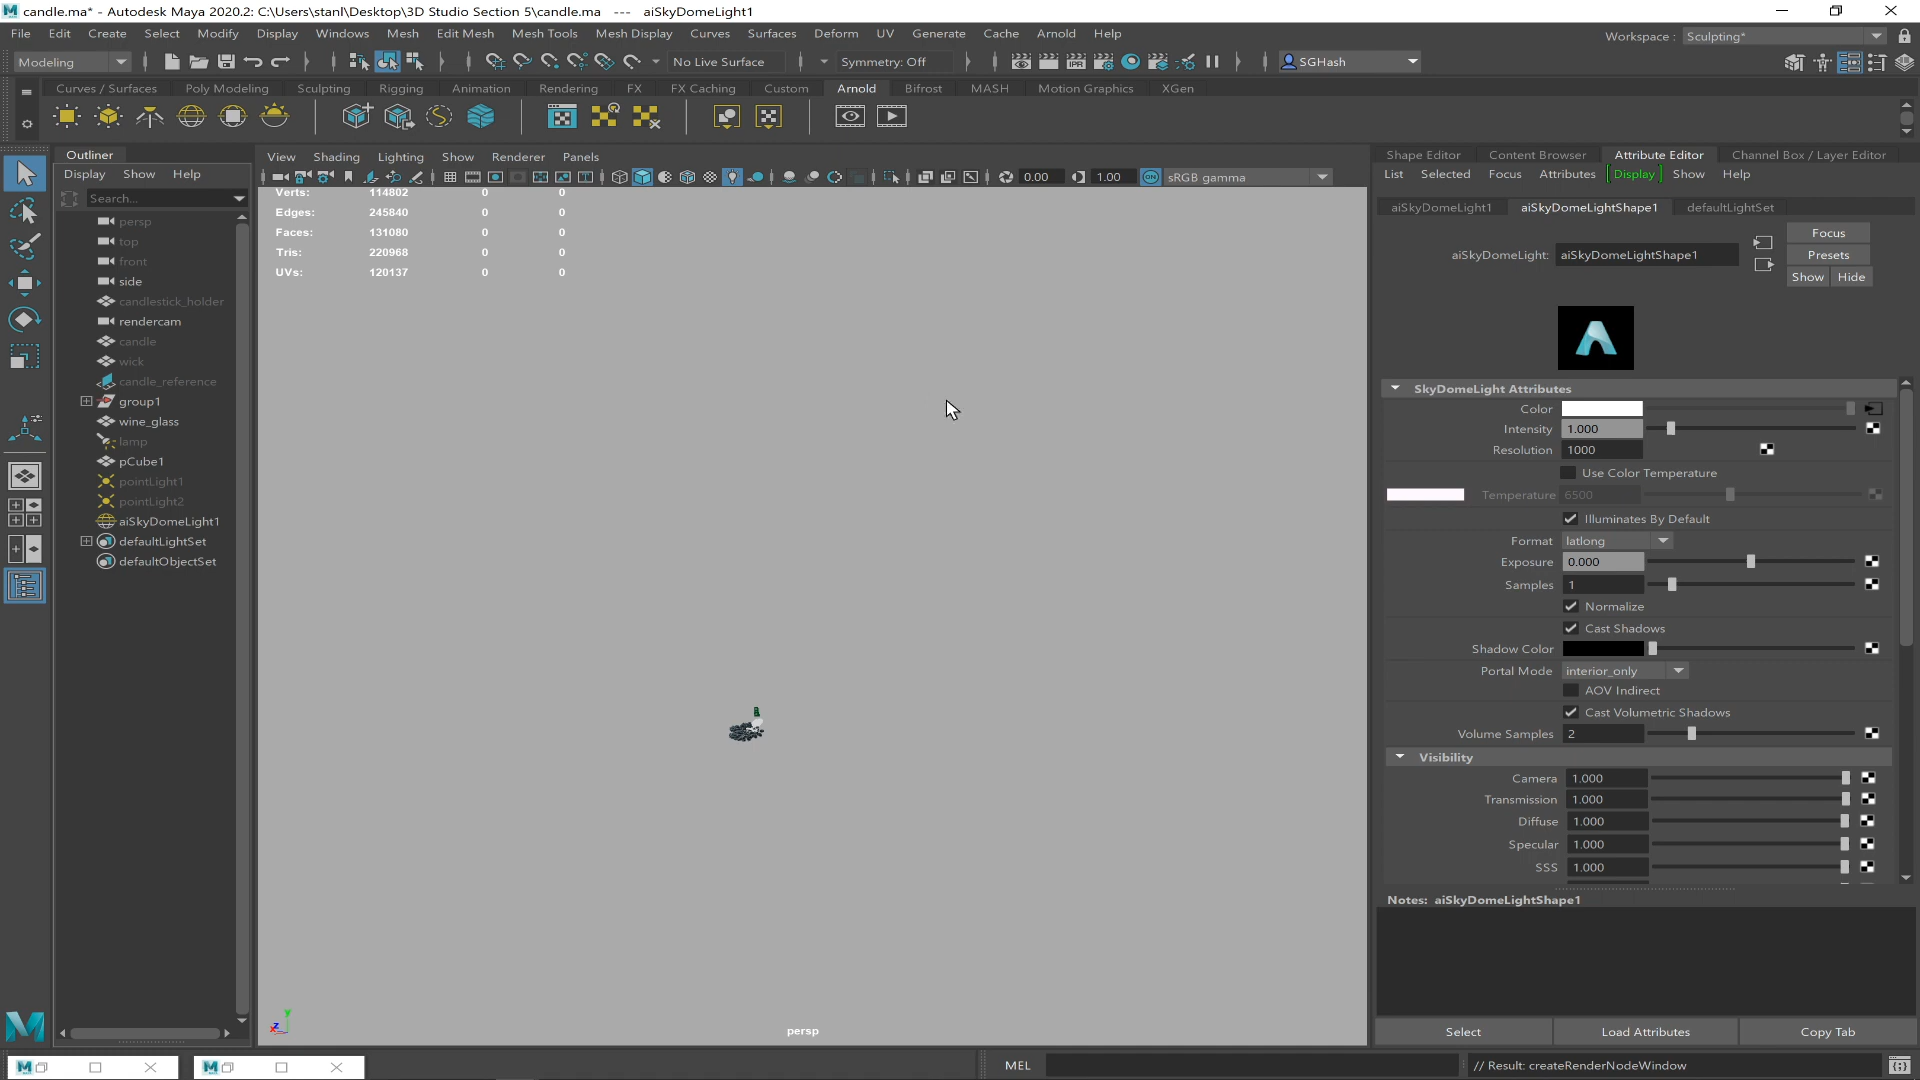 candle.ma* - Autodesk Maya 2020.2: C:\Users\stanl\Desktop\3D Studio Section 5\candle.ma --- aiSkyDomeLight1
File Edit Create Select Modify Display Windows Mesh Edit Mesh Mesh Tools Mesh Display Curves Surfaces Deform UV Generate Cache Arnold Help Workspace : Sculpting*
Modeling No Live Surface Symmetry: Off SGHash
Curves / Surfaces Poly Modeling Sculpting Rigging Animation Rendering FX FX Caching Custom Arnold Bifrost MASH Motion Graphics XGen
Outliner
Display Show Help
Search...
persp
top
front
side
candlestick_holder
rendercam
candle
wick
candle_reference
group1
wine_glass
lamp
pCube1
pointLight1
pointLight2
aiSkyDomeLight1
defaultLightSet
defaultObjectSet
View Shading Lighting Show Renderer Panels
0.00 1.00 sRGB gamma
Verts: 114802 0 0
Edges: 245840 0 0
Faces: 131080 0 0
Tris: 220968 0 0
UVs: 120137 0 0
persp
y
z
x
Shape Editor Content Browser Attribute Editor Channel Box / Layer Editor
List Selected Focus Attributes Display Show Help
aiSkyDomeLight1 aiSkyDomeLightShape1 defaultLightSet
Focus
aiSkyDomeLight: aiSkyDomeLightShape1 Presets
Show Hide
SkyDomeLight Attributes
Color
Intensity 1.000
Resolution 1000
Use Color Temperature
Temperature 6500
Illuminates By Default
Format latlong
Exposure 0.000
Samples 1
Normalize
Cast Shadows
Shadow Color
Portal Mode interior_only
AOV Indirect
Cast Volumetric Shadows
Volume Samples 2
Visibility
Camera 1.000
Transmission 1.000
Diffuse 1.000
Specular 1.000
SSS 1.000
Notes: aiSkyDomeLightShape1
Select Load Attributes Copy Tab
MEL // Result: createRenderNodeWindow